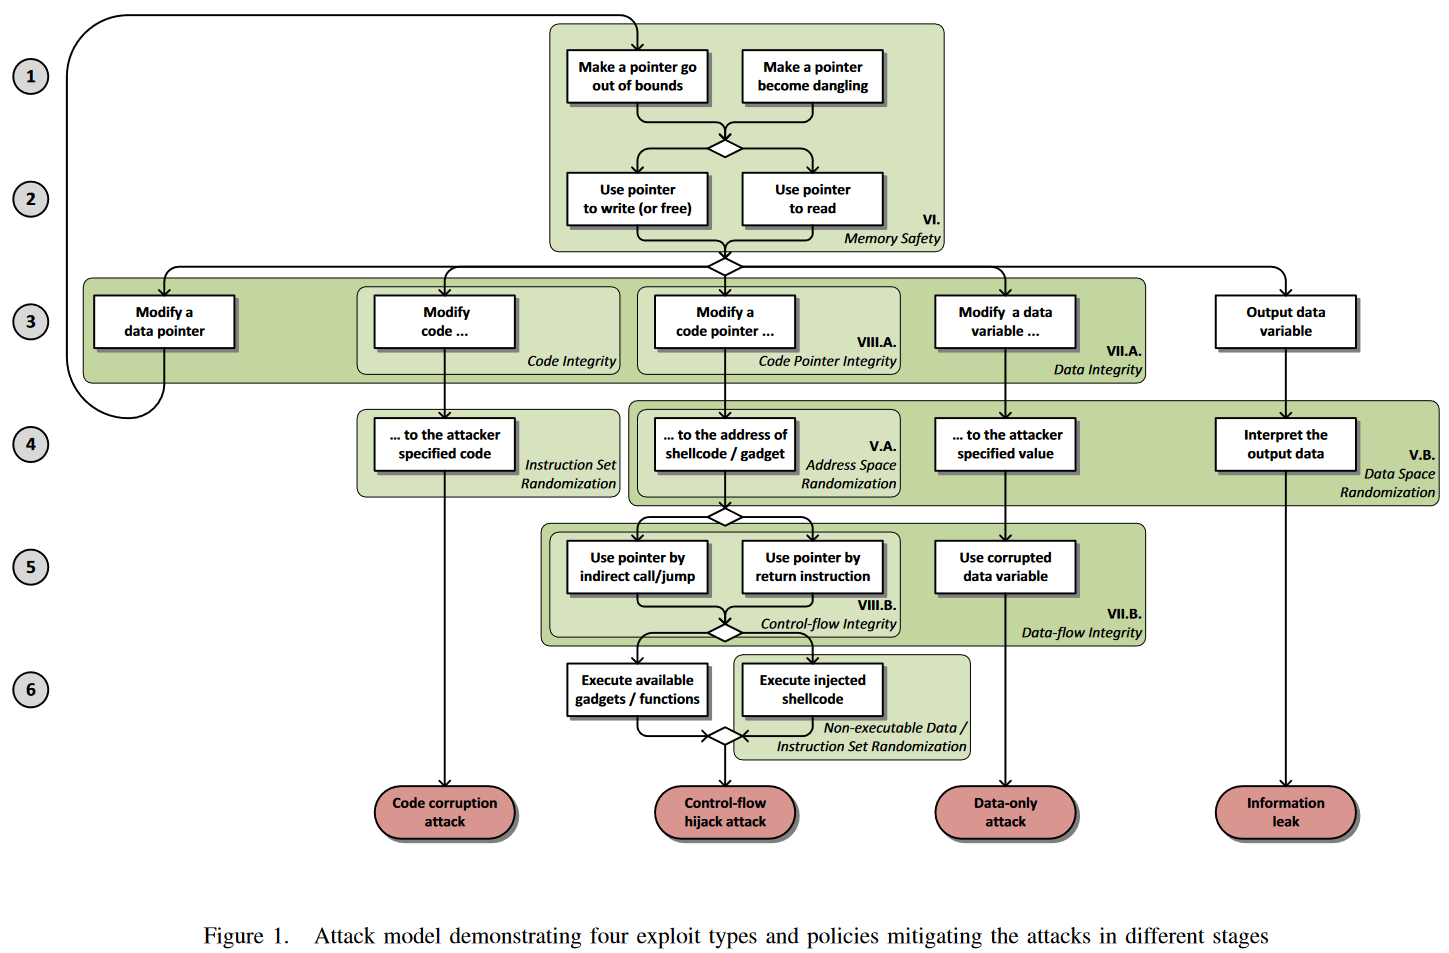 1
Make a pointer go
out of bounds
Make a pointer
become dangling
2
Use pointer
to write (or free)
Use pointer
to read
VI.
Memory Safety
3
Modify a
data pointer
Modify
code ...
Code Integrity
Modify a
code pointer ...
VIII.A.
Code Pointer Integrity
Modify  a data
variable ...
VII.A.
Data Integrity
Output data
variable
4
... to the attacker
specified code
Instruction Set
Randomization
... to the address of
shellcode / gadget
V.A.
Address Space
Randomization
... to the attacker
specified value
Interpret the
output data
V.B.
Data Space
Randomization
5
Use pointer by
indirect call/jump
Use pointer by
return instruction
VIII.B.
Control-flow Integrity
Use corrupted
data variable
VII.B.
Data-flow Integrity
6
Execute available
gadgets / functions
Execute injected
shellcode
Non-executable Data /
Instruction Set Randomization
Code corruption
attack
Control-flow
hijack attack
Data-only
attack
Information
leak
Figure 1. Attack model demonstrating four exploit types and policies mitigating the attacks in different stages